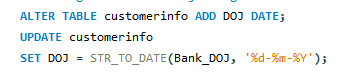 ALTER TABLE customerinfo ADD DOJ DATE;
UPDATE customerinfo
SET DOJ = STR_TO_DATE(Bank_DOJ, '%d-%m-%Y');